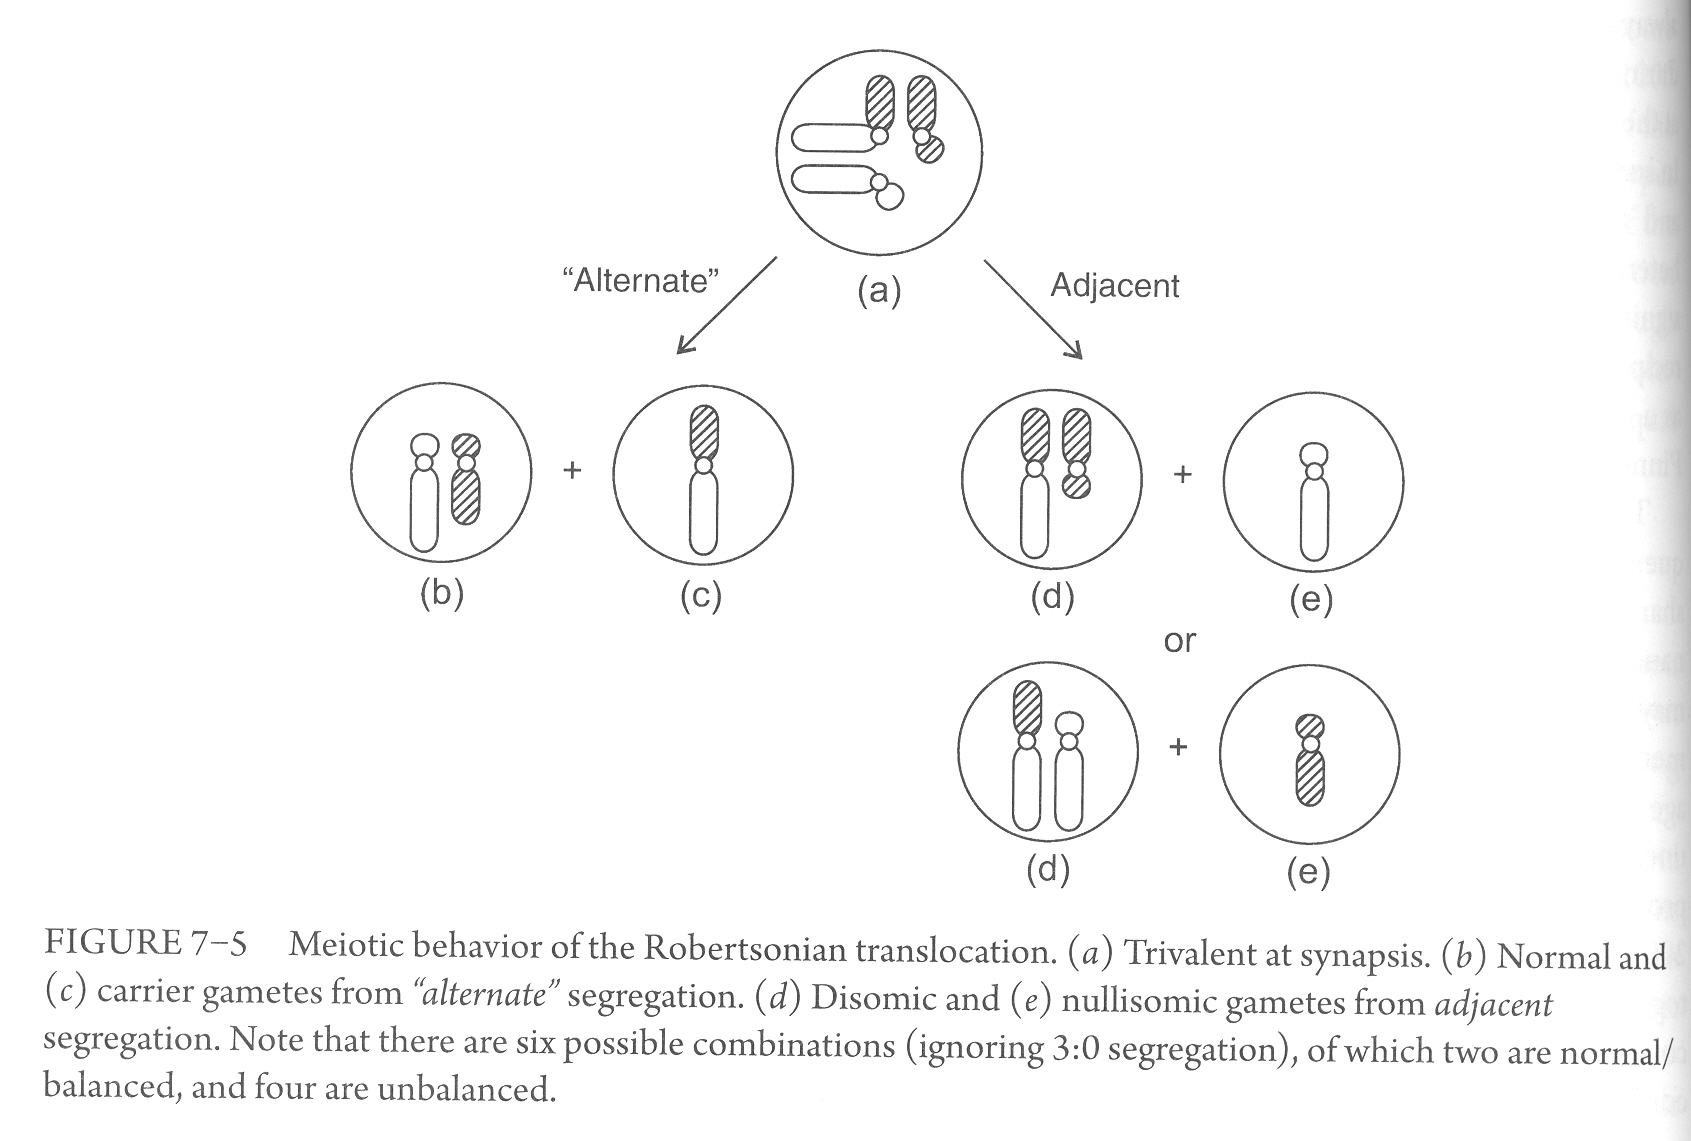 (a)
“Alternate”
Adjacent
+
+
(b)
(c)
(d)
(e)
or
+
(d)
(e)
FIGURE 7–5 Meiotic behavior of the Robertsonian translocation. (a) Trivalent at synapsis. (b) Normal and
(c) carrier gametes from “alternate” segregation. (d) Disomic and (e) nullisomic gametes from adjacent
segregation. Note that there are six possible combinations (ignoring 3:0 segregation), of which two are normal/
balanced, and four are unbalanced.